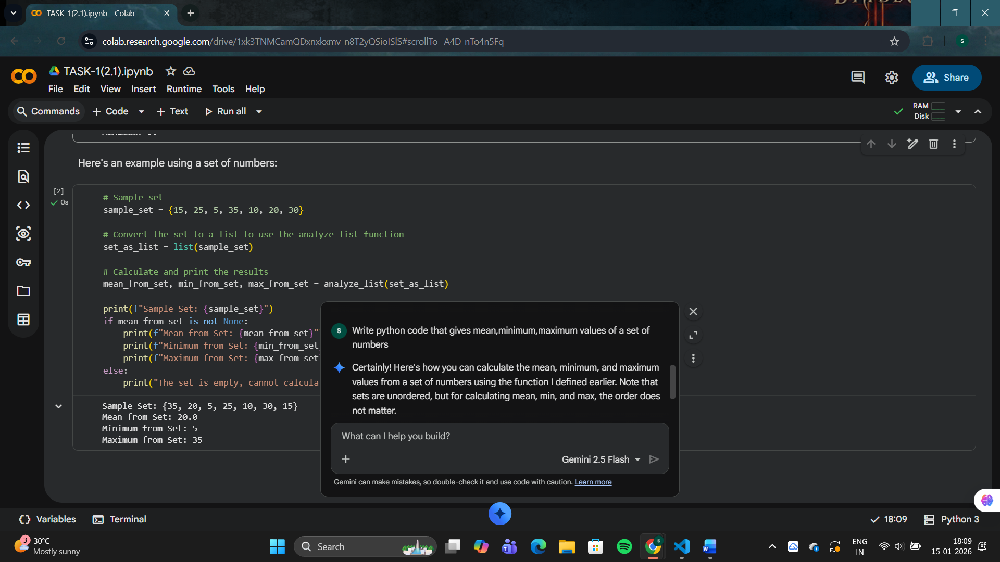 TASK-1(2.1).ipynb - Colab
colab.research.google.com/drive/1xk3TNMCamQDxnxkxmv-n8T2yQSioISlS#scrollTo=A4D-nTo4n5Fq
S
TASK-1(2.1).ipynb
File Edit View Insert Runtime Tools Help
Share
Commands + Code + Text Run all
RAM
Disk
Here's an example using a set of numbers:
[2]
0s
# Sample set
sample_set = {15, 25, 5, 35, 10, 20, 30}
# Convert the set to a list to use the analyze_list function
set_as_list = list(sample_set)
# Calculate and print the results
mean_from_set, min_from_set, max_from_set = analyze_list(set_as_list)
print(f"Sample Set: {sample_set}")
if mean_from_set is not None:
print(f"Mean from Set: {mean_from_set}")
print(f"Minimum from Set: {min_from_set
print(f"Maximum from Set: {max_from_set
else:
print("The set is empty, cannot calculat
Sample Set: {35, 20, 5, 25, 10, 30, 15}
Mean from Set: 20.0
Minimum from Set: 5
Maximum from Set: 35
S
Write python code that gives mean,minimum,maximum values of a set of
numbers
Certainly! Here's how you can calculate the mean, minimum, and maximum
values from a set of numbers using the function I defined earlier. Note that
sets are unordered, but for calculating mean, min, and max, the order does
not matter.
What can I help you build?
Gemini 2.5 Flash
Gemini can make mistakes, so double-check it and use code with caution. Learn more
Variables Terminal
18:09 Python 3
3
30°C
Mostly sunny
Search
ENG
IN
18:09
15-01-2026